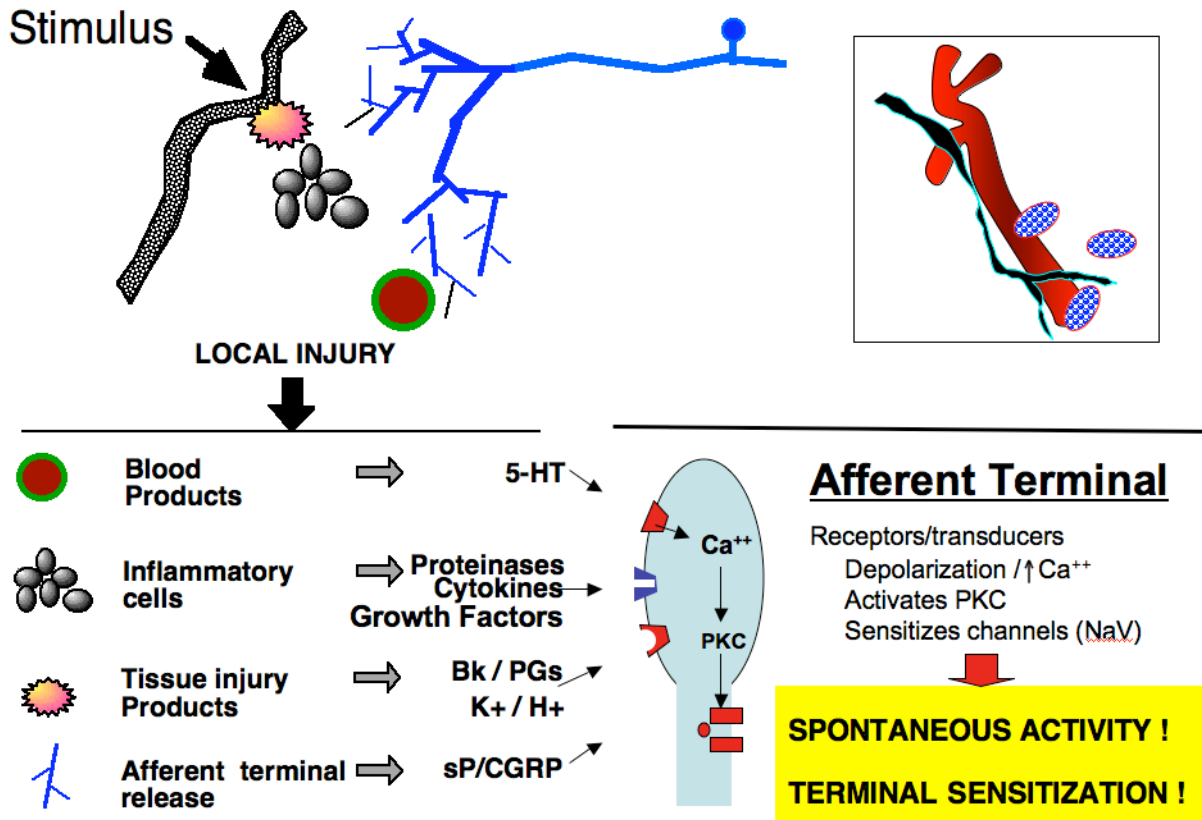 Stimulus
LOCAL INJURY
Blood
Products
5-HT
Inflammatory
cells
Proteinases
Cytokines
Growth Factors
Tissue injury
Products
Bk / PGs
K+ / H+
Afferent terminal
release
sP/CGRP
Ca++
PKC
Afferent Terminal
Receptors/transducers
Depolarization /↑Ca++
Activates PKC
Sensitizes channels (NaV)
SPONTANEOUS ACTIVITY !
TERMINAL SENSITIZATION !